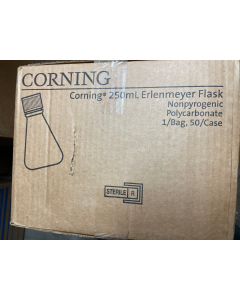 CORNING
Corning® 250mL Erlenmeyer Flask
Nonpyrogenic
Polycarbonate
1/Bag, 50/Case
STERILE R